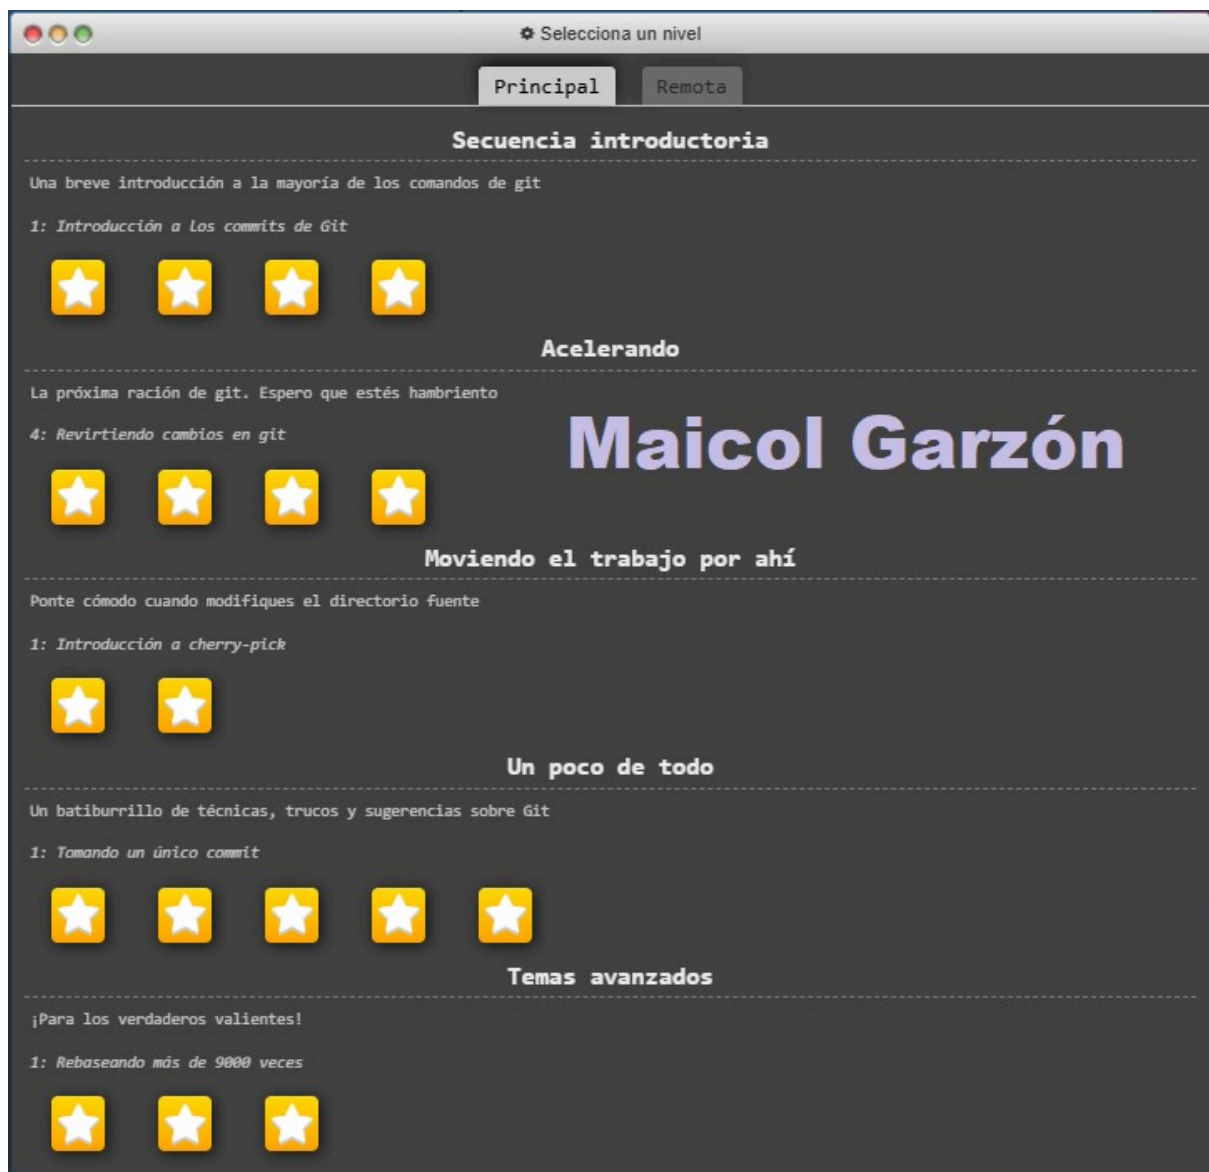 Selecciona un nivel
Principal
Remota
Secuencia introductoria
Una breve introducción a la mayoría de los comandos de git
1: Introducción a los commits de Git
Acelerando
La próxima ración de git. Espero que estés hambriento
4: Revirtiendo cambios en git
Maicol Garzón
Moviendo el trabajo por ahí
Ponte cómodo cuando modifiques el directorio fuente
1: Introducción a cherry-pick
Un poco de todo
Un batiburrillo de técnicas, trucos y sugerencias sobre Git
1: Tomando un único commit
Temas avanzados
¡Para los verdaderos valientes!
1: Rebaseando más de 9000 veces